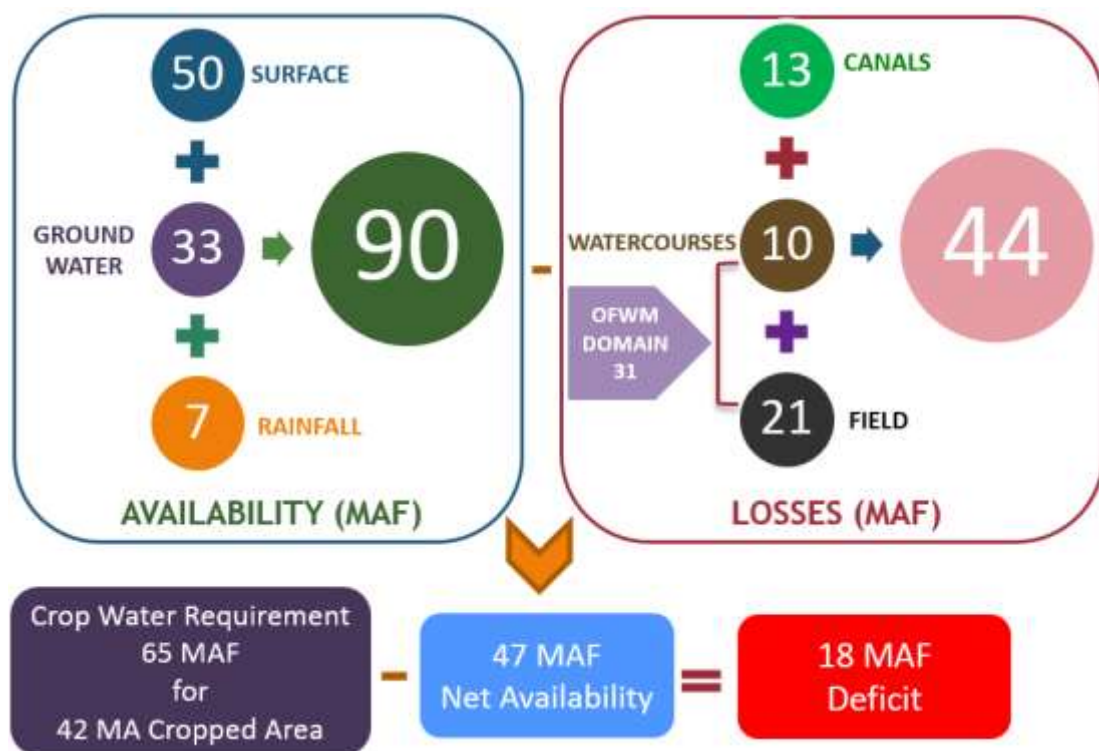 50 SURFACE
GROUND
WATER
33
90
7 RAINFALL
AVAILABILITY (MAF)
-
13 CANALS
WATERCOURSES 10
44
OFWM
DOMAIN
31
21 FIELD
LOSSES (MAF)
Crop Water Requirement
65 MAF
for
42 MA Cropped Area
-
47 MAF
Net Availability
=
18 MAF
Deficit